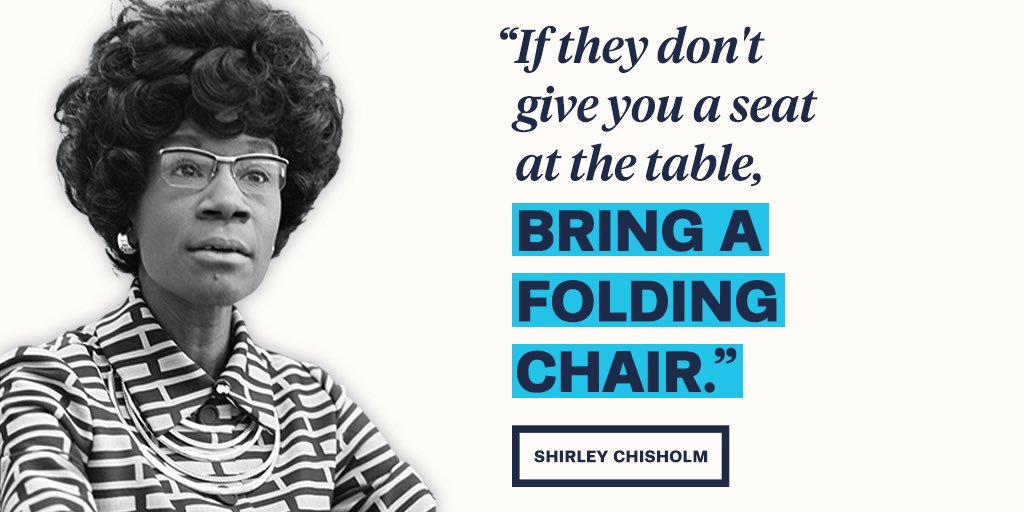 “If they don't
give you a seat
at the table,
BRING A
FOLDING
CHAIR.”
SHIRLEY CHISHOLM